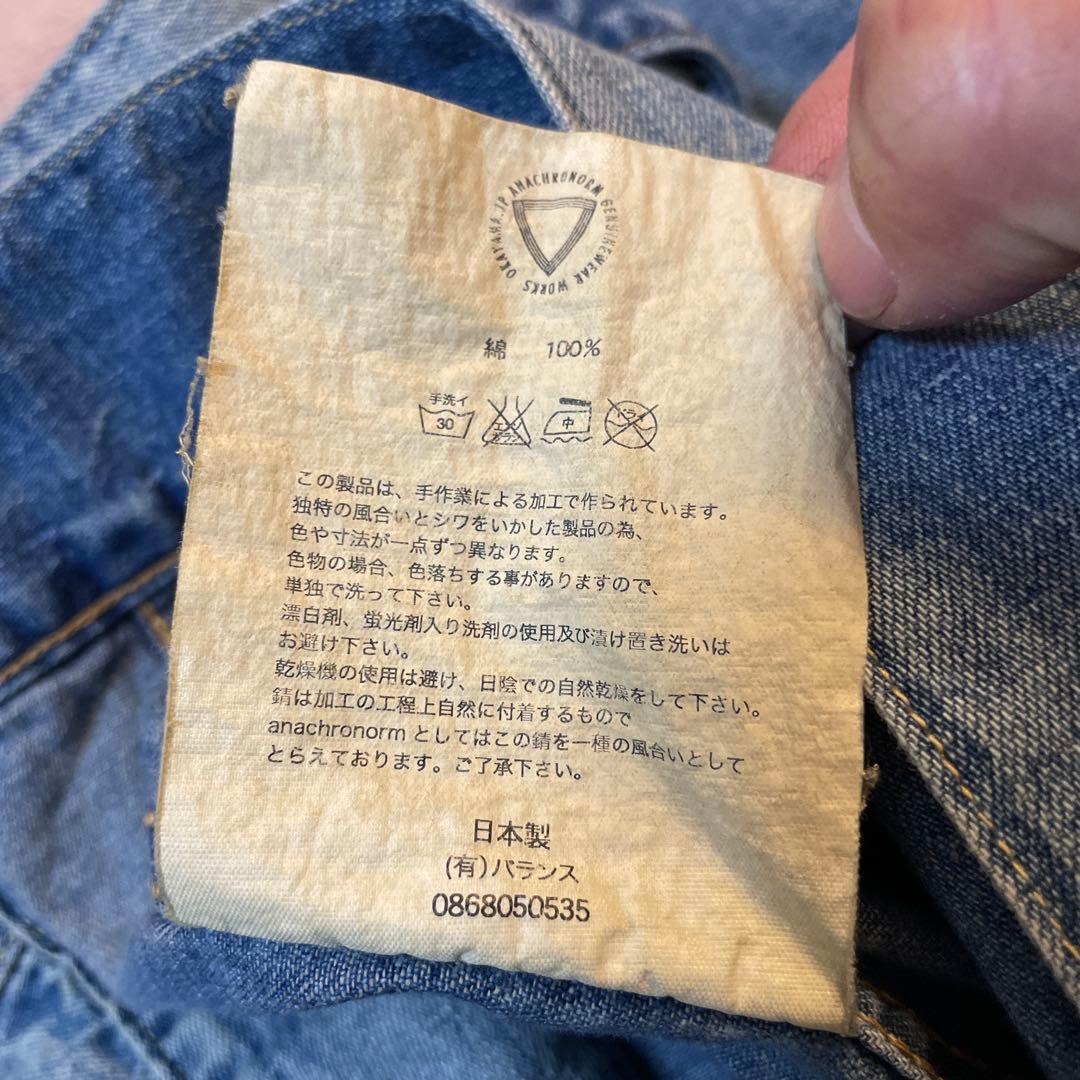 OKAYAMA.JP ANACHRONORM GENUINEWEAR WORKS
綿 100%
手洗イ
30
エンソ
サラシ
中
ドライ
この製品は、手作業による加工で作られています。
独特の風合いとシワをいかした製品の為、
色や寸法が一点ずつ異なります。
色物の場合、色落ちする事がありますので、
単独で洗って下さい。
漂白剤、蛍光剤入り洗剤の使用及び漬け置き洗いは
お避け下さい。
乾燥機の使用は避け、日陰での自然乾燥をして下さい。
錆は加工の工程上自然に付着するもので
anachronorm としてはこの錆を一種の風合いとして
とらえております。ご了承下さい。
日本製
(有)バランス
0868050535